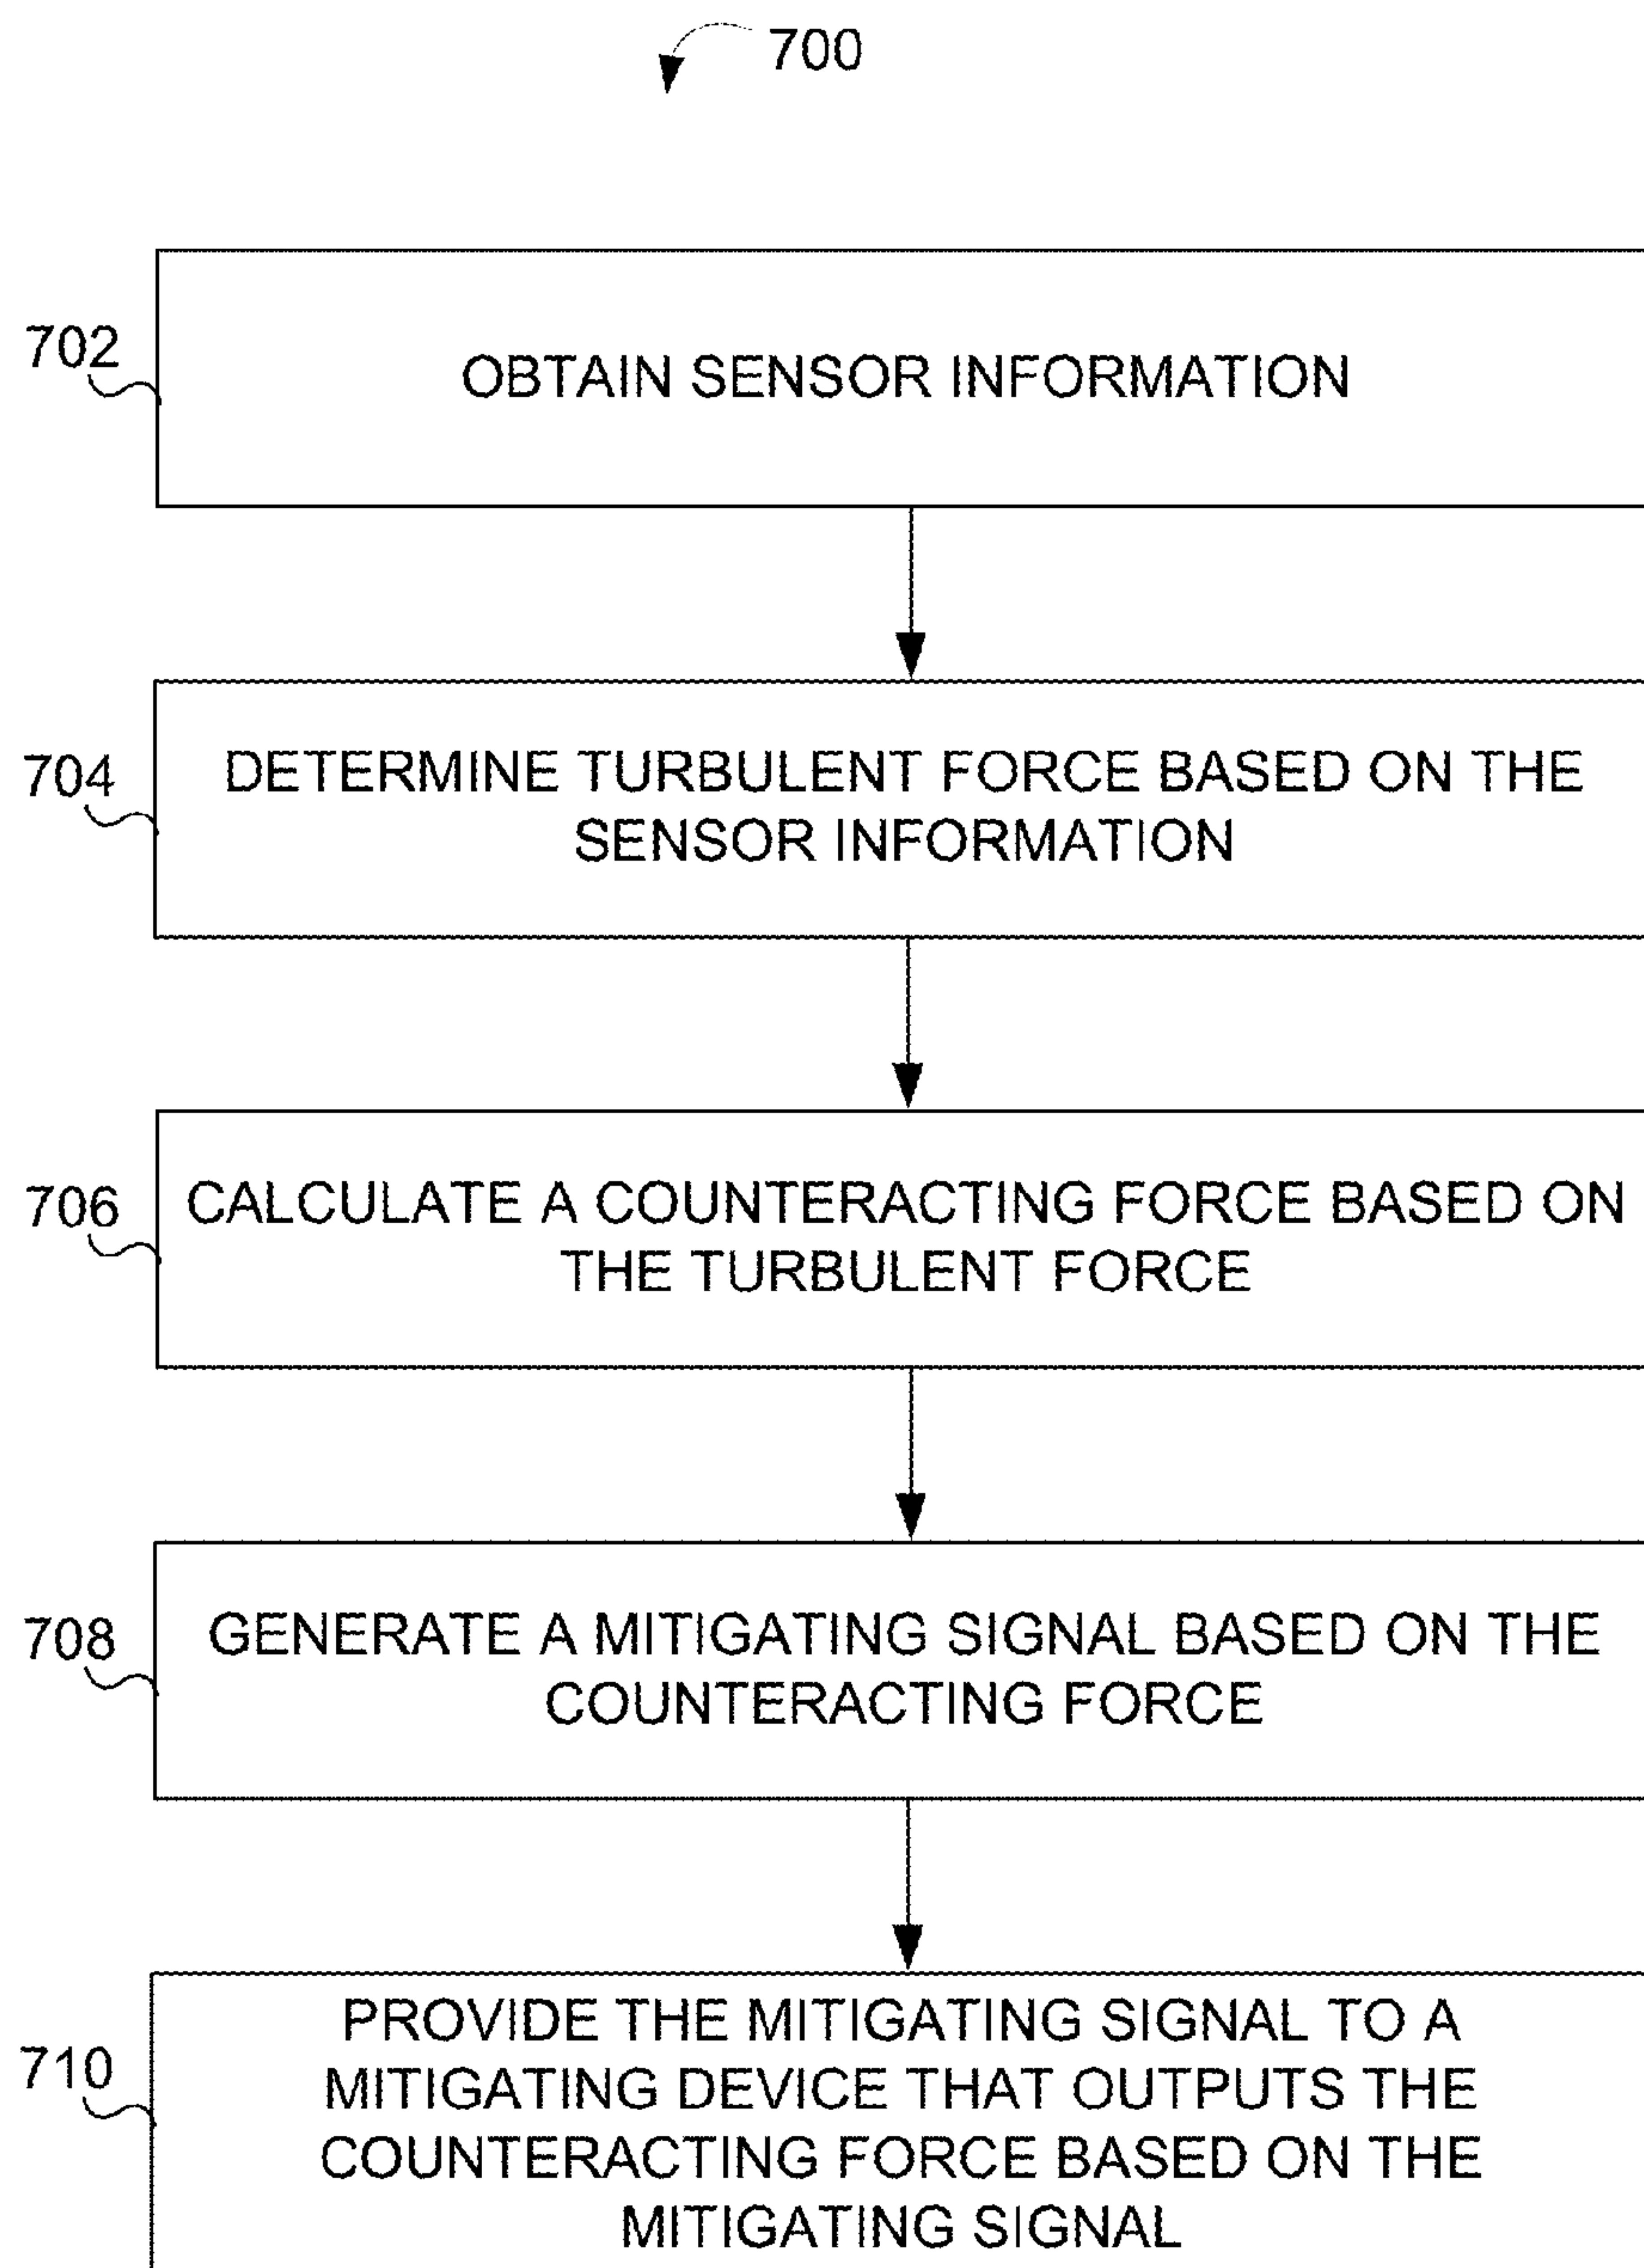 700
702
OBTAIN SENSOR INFORMATION
704
DETERMINE TURBULENT FORCE BASED ON THE
SENSOR INFORMATION
706
CALCULATE A COUNTERACTING FORCE BASED ON
THE TURBULENT FORCE
708
GENERATE A MITIGATING SIGNAL BASED ON THE
COUNTERACTING FORCE
710
PROVIDE THE MITIGATING SIGNAL TO A
MITIGATING DEVICE THAT OUTPUTS THE
COUNTERACTING FORCE BASED ON THE
MITIGATING SIGNAL